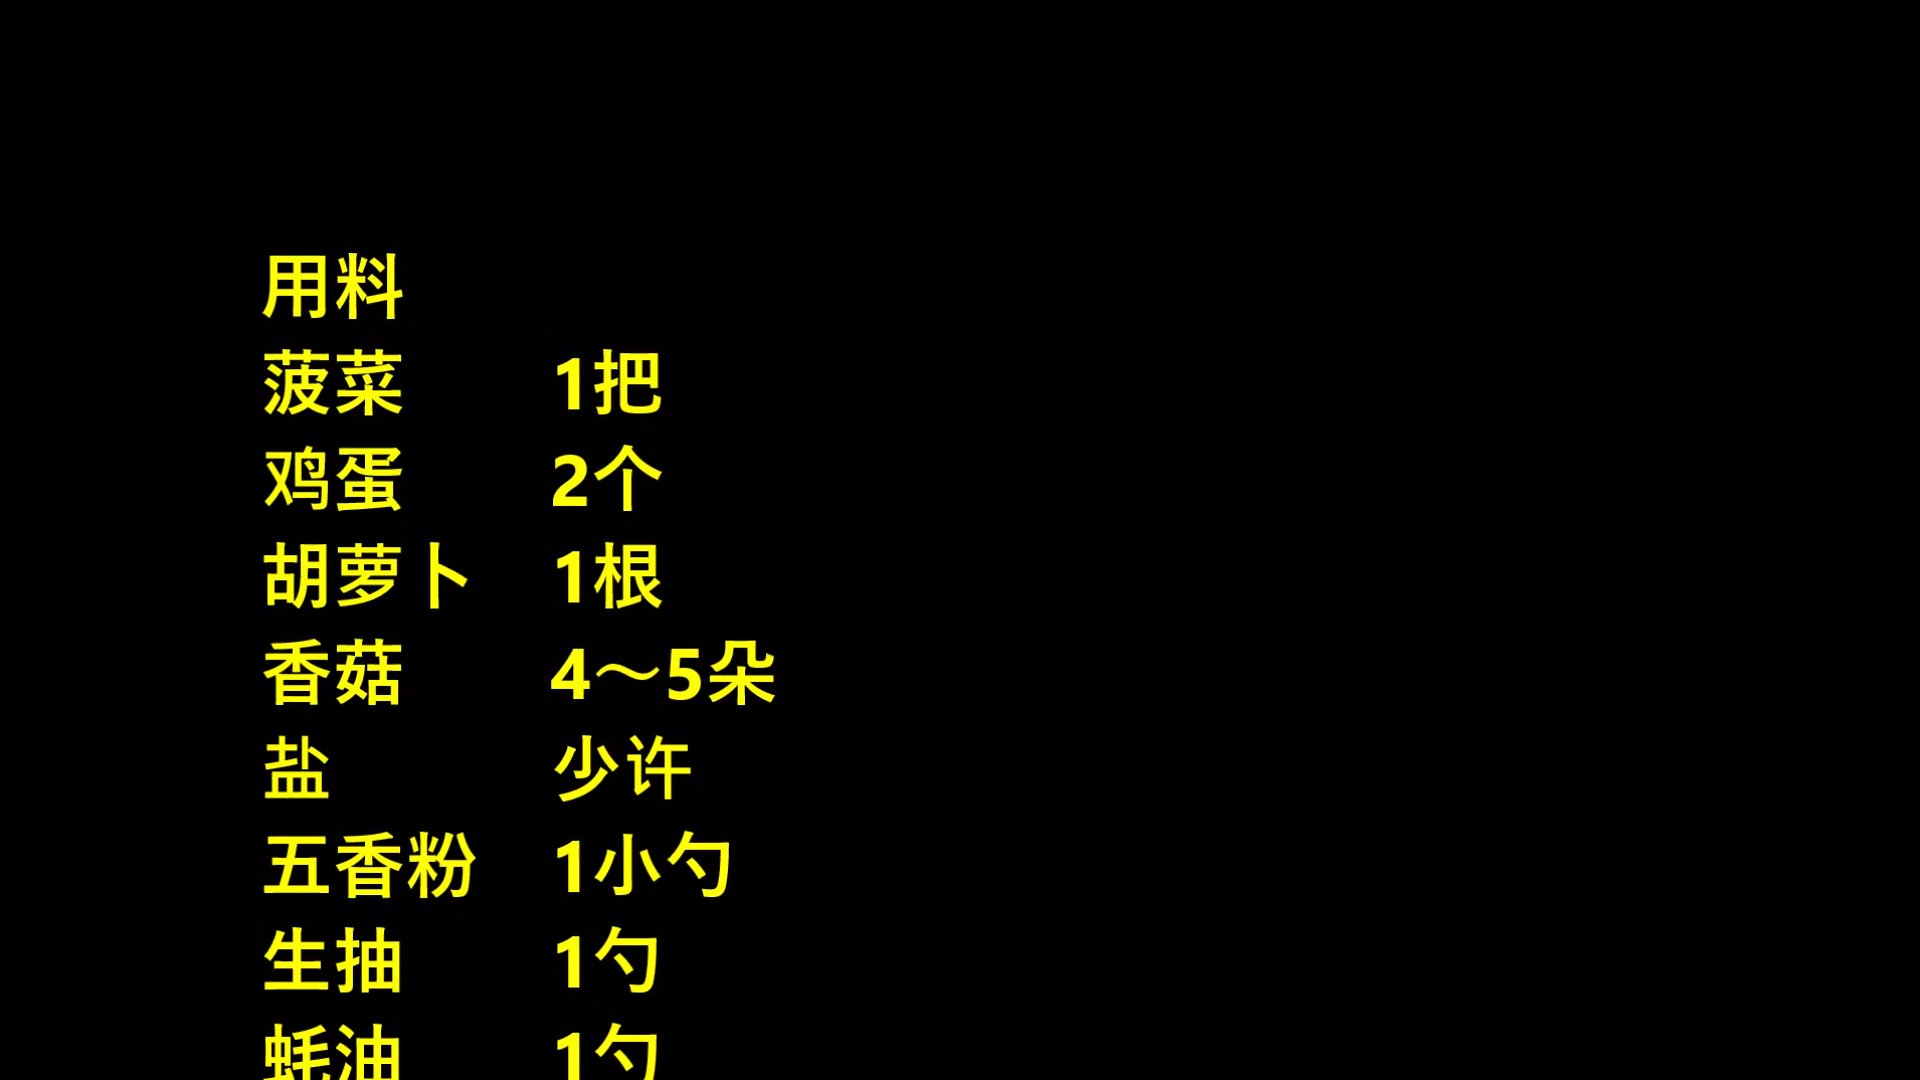 用料
菠菜 1把
鸡蛋 2个
胡萝卜 1根
香菇 4～5朵
盐 少许
五香粉 1小勺
生抽 1勺
蚝油 1勺